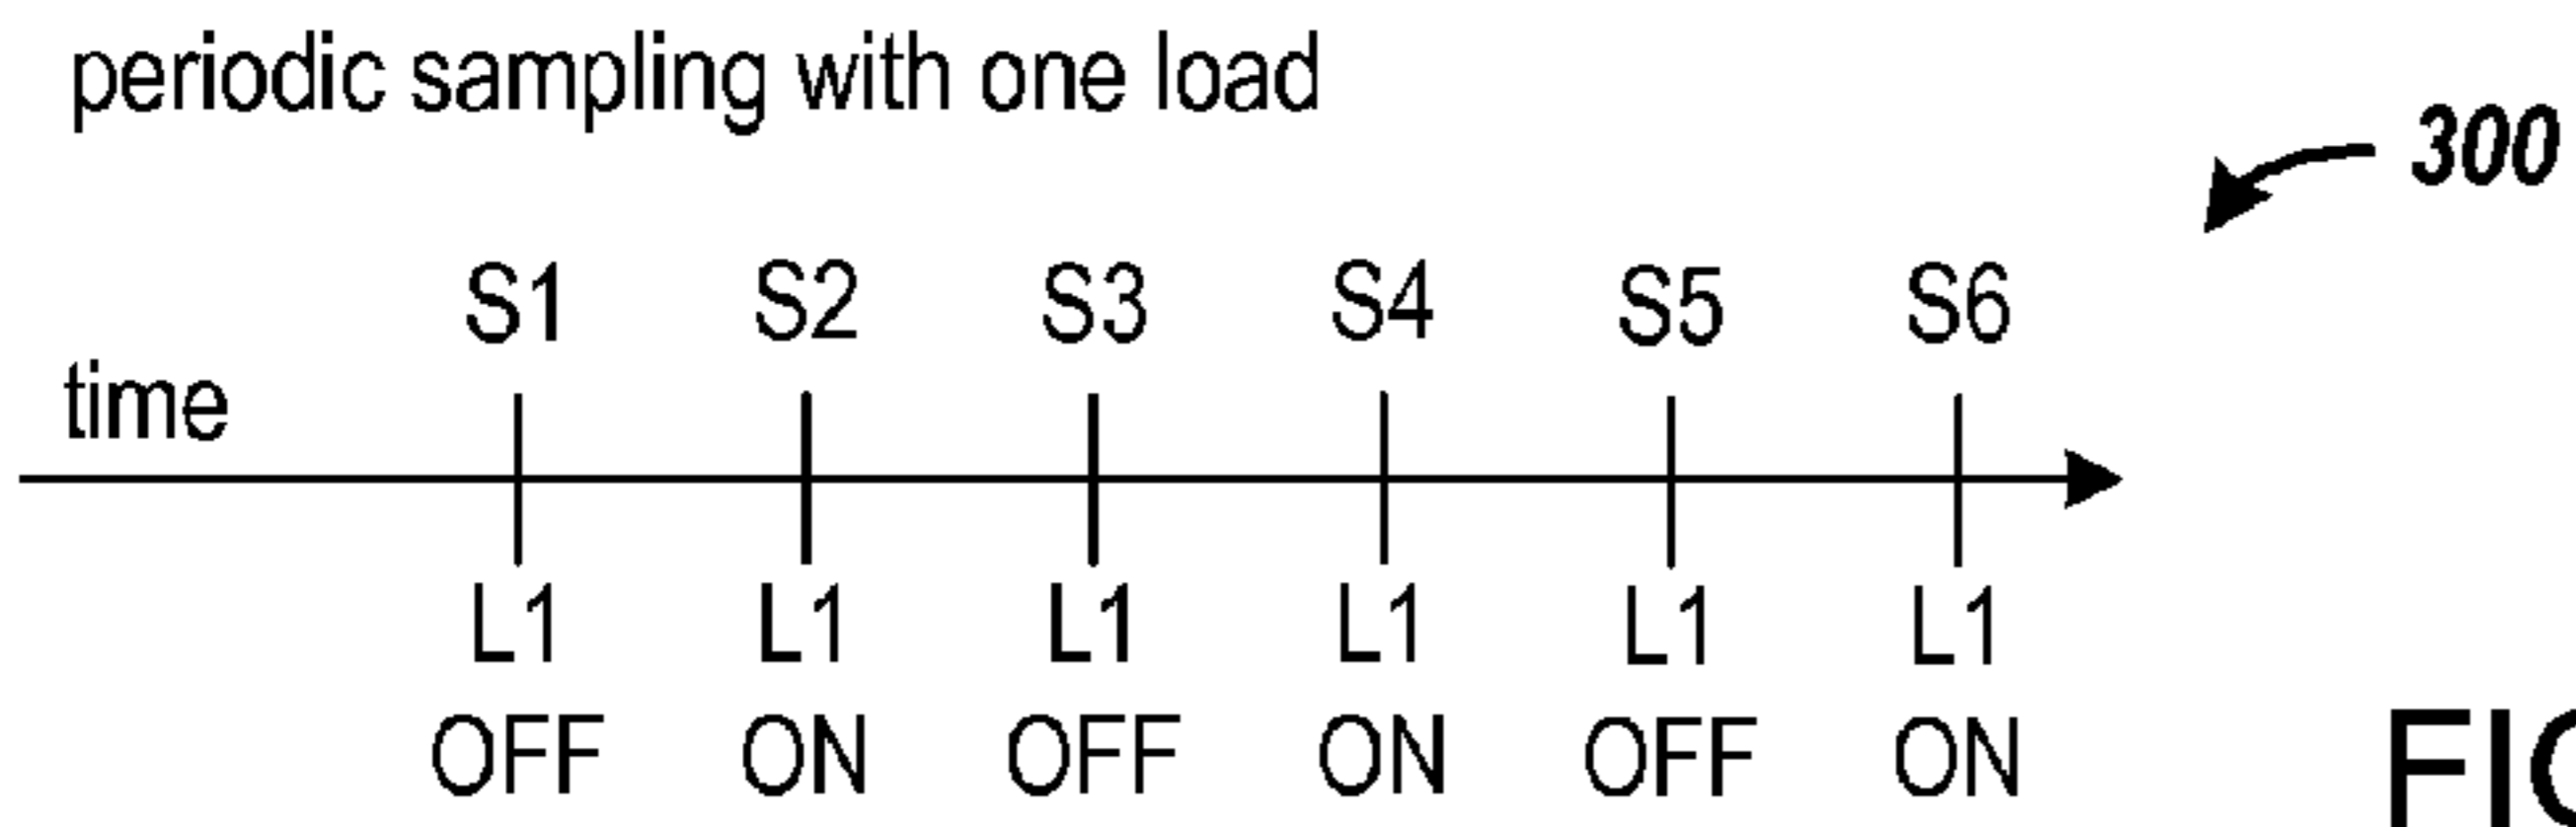 periodic sampling with one load
300
S1 S2 S3 S4 S5 S6
time
L1 L1 L1 L1 L1 L1
OFF ON OFF ON OFF ON